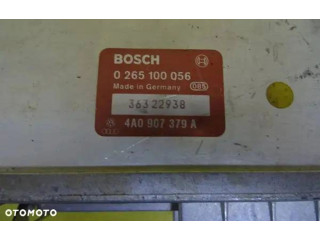 BOSCH
0 265 100 056
Made in Germany
36322938
4A0 907 379 A
OTOMOTO